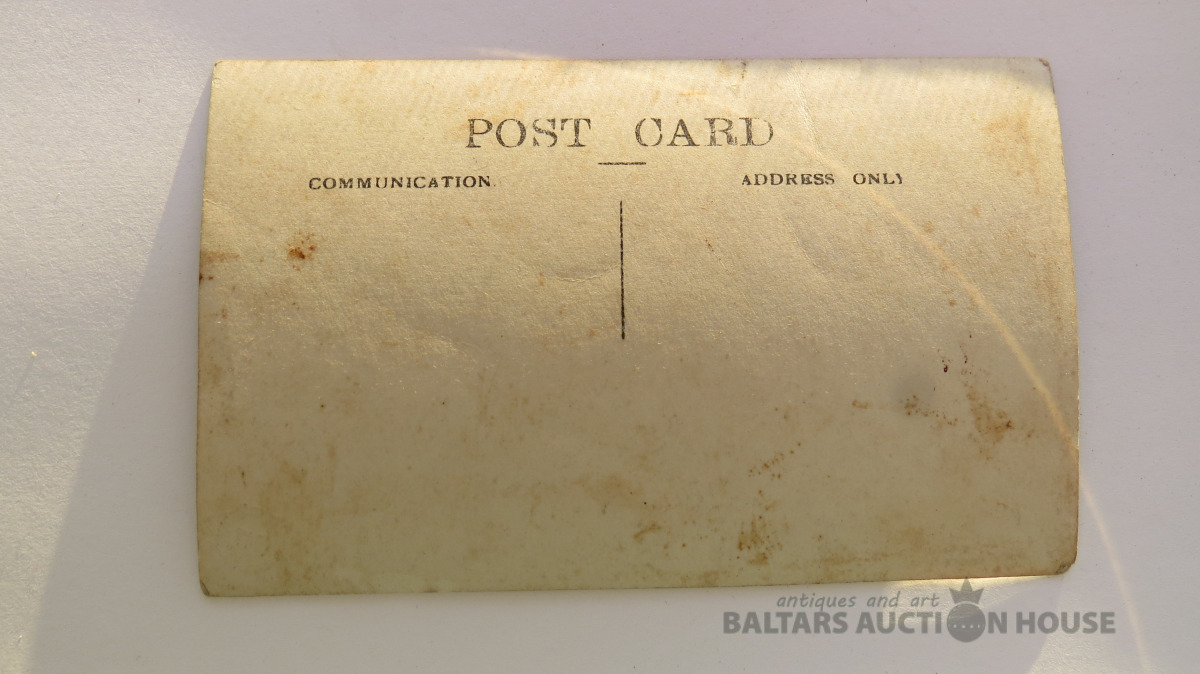 POST CARD
COMMUNICATION.
ADDRESS ONLY
antiques and art
BALTARS AUCTION HOUSE